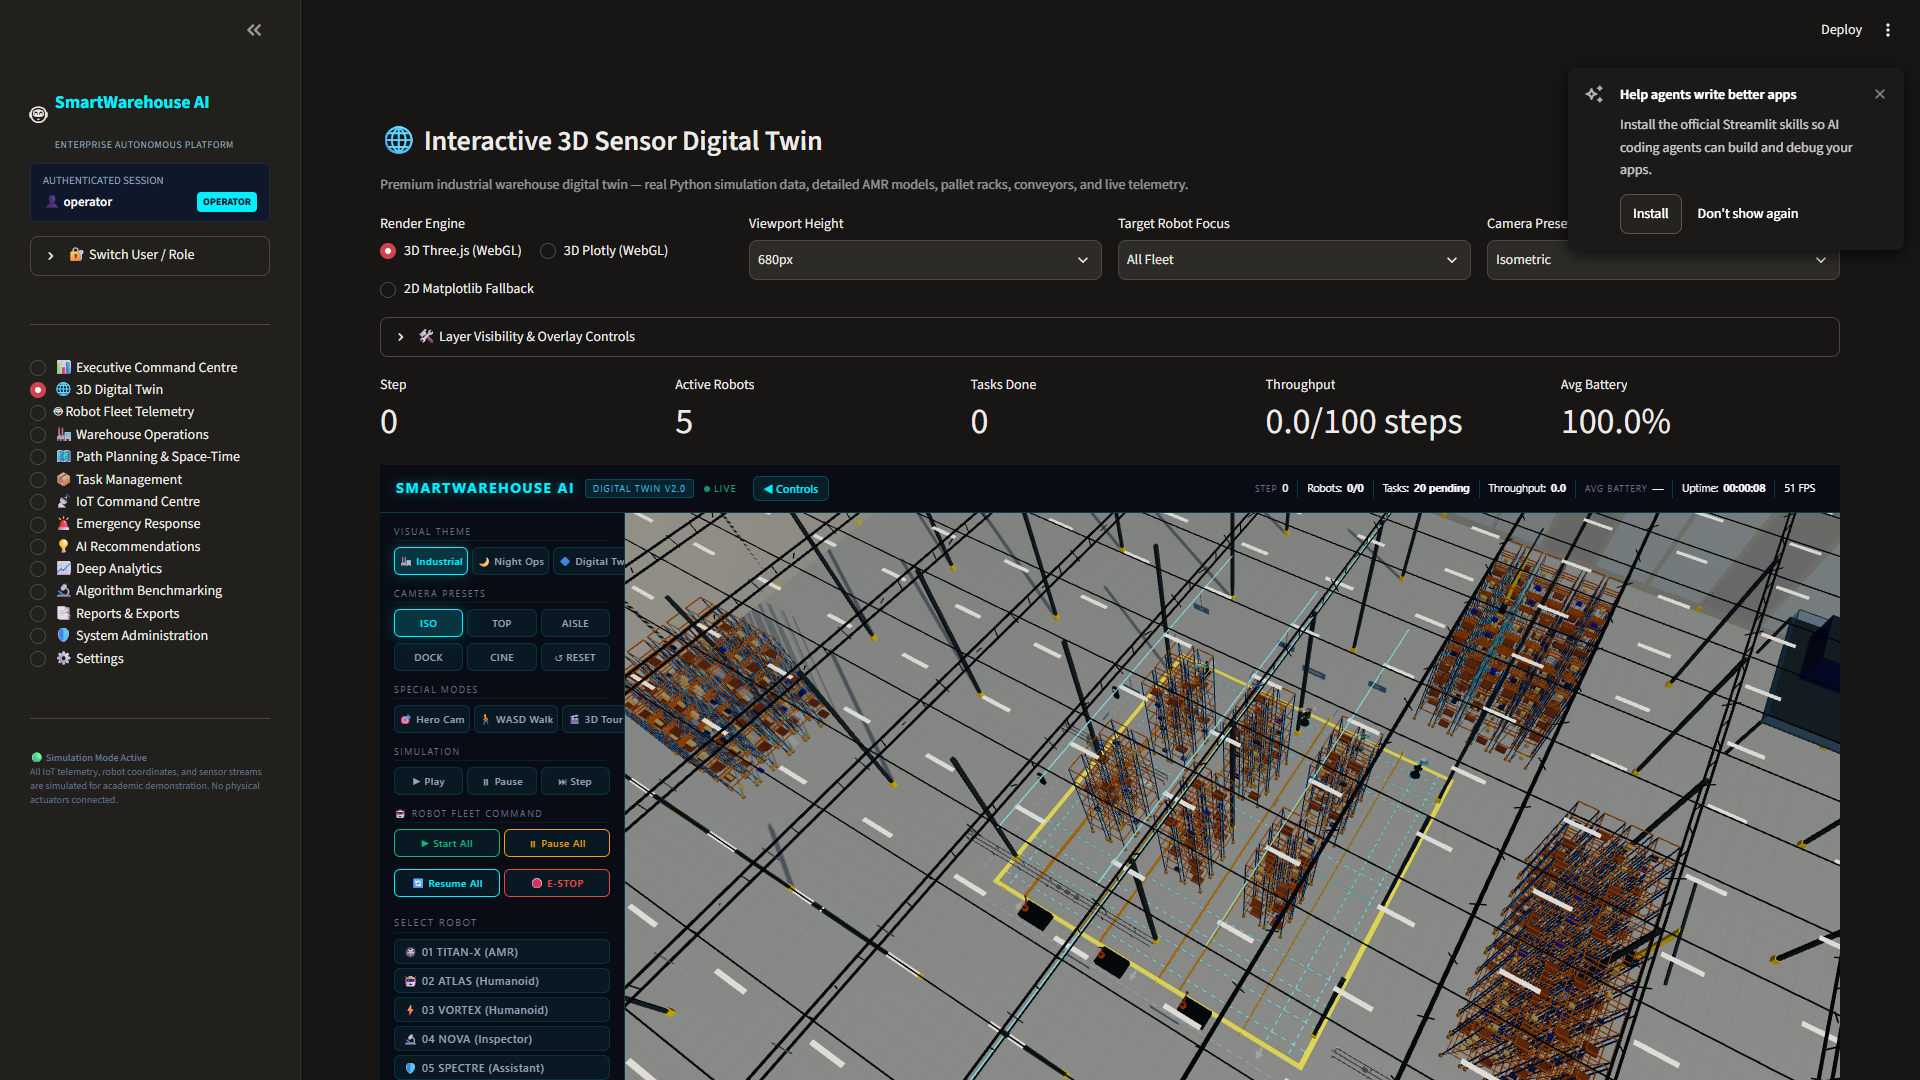 Deploy
SmartWarehouse AI
ENTERPRISE AUTONOMOUS PLATFORM
AUTHENTICATED SESSION
operator
OPERATOR
Switch User / Role
Executive Command Centre
3D Digital Twin
Robot Fleet Telemetry
Warehouse Operations
Path Planning & Space-Time
Task Management
IoT Command Centre
Emergency Response
AI Recommendations
Deep Analytics
Algorithm Benchmarking
Reports & Exports
System Administration
Settings
Simulation Mode Active
All IoT telemetry, robot coordinates, and sensor streams
are simulated for academic demonstration. No physical
actuators connected.
Help agents write better apps
Install the official Streamlit skills so AI
coding agents can build and debug your
apps.
Install
Don't show again
Interactive 3D Sensor Digital Twin
Premium industrial warehouse digital twin — real Python simulation data, detailed AMR models, pallet racks, conveyors, and live telemetry.
Render Engine
3D Three.js (WebGL)
3D Plotly (WebGL)
2D Matplotlib Fallback
Viewport Height
680px
Target Robot Focus
All Fleet
Camera Prese
Isometric
Layer Visibility & Overlay Controls
Step
0
Active Robots
5
Tasks Done
0
Throughput
0.0/100 steps
Avg Battery
100.0%
SMARTWAREHOUSE AI
DIGITAL TWIN V2.0
LIVE
◀ Controls
STEP 0
Robots: 0/0
Tasks: 20 pending
Throughput: 0.0
AVG BATTERY —
Uptime: 00:00:08
51 FPS
VISUAL THEME
Industrial
Night Ops
Digital Tw
CAMERA PRESETS
ISO
TOP
AISLE
DOCK
CINE
↺ RESET
SPECIAL MODES
Hero Cam
WASD Walk
3D Tour
SIMULATION
▶ Play
⏸ Pause
⏭ Step
ROBOT FLEET COMMAND
▶ Start All
⏸ Pause All
Resume All
E-STOP
SELECT ROBOT
01 TITAN-X (AMR)
02 ATLAS (Humanoid)
03 VORTEX (Humanoid)
04 NOVA (Inspector)
05 SPECTRE (Assistant)